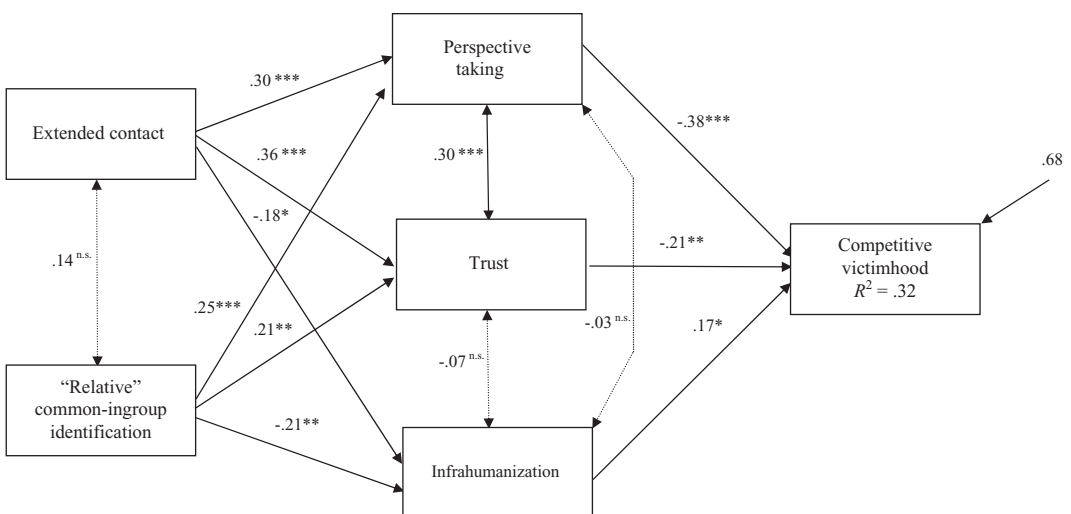 Perspective
taking
.30 ***
Extended contact
.36 ***
-.38***
.30 ***
.68
-.18*
-.21**
Competitive
victimhood
R² = .32
Trust
.14 n.s.
.25***
.21**
-.03 n.s.
.17*
-.07 n.s.
“Relative”
common-ingroup
identification
-.21**
Infrahumanization